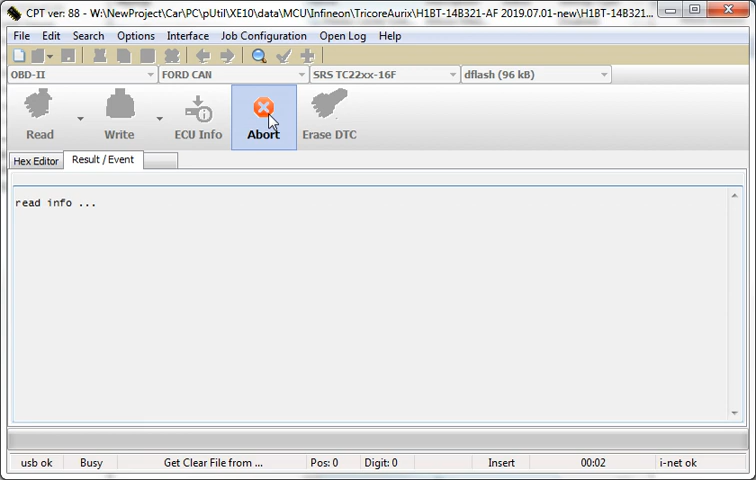 CPT ver: 88 - W:\NewProject\Car\PC\pUtil\XE10\data\MCU\Infineon\TricoreAurix\H1BT-14B321-AF 2019.07.01-new\H1BT-14B321...
File Edit Search Options Interface Job Configuration Open Log Help
OBD-II FORD CAN SRS TC22xx-16F dflash (96 kB)
Read Write ECU Info Abort Erase DTC
Hex Editor Result / Event
read info ...
usb ok Busy Get Clear File from ... Pos: 0 Digit: 0 Insert 00:02 i-net ok